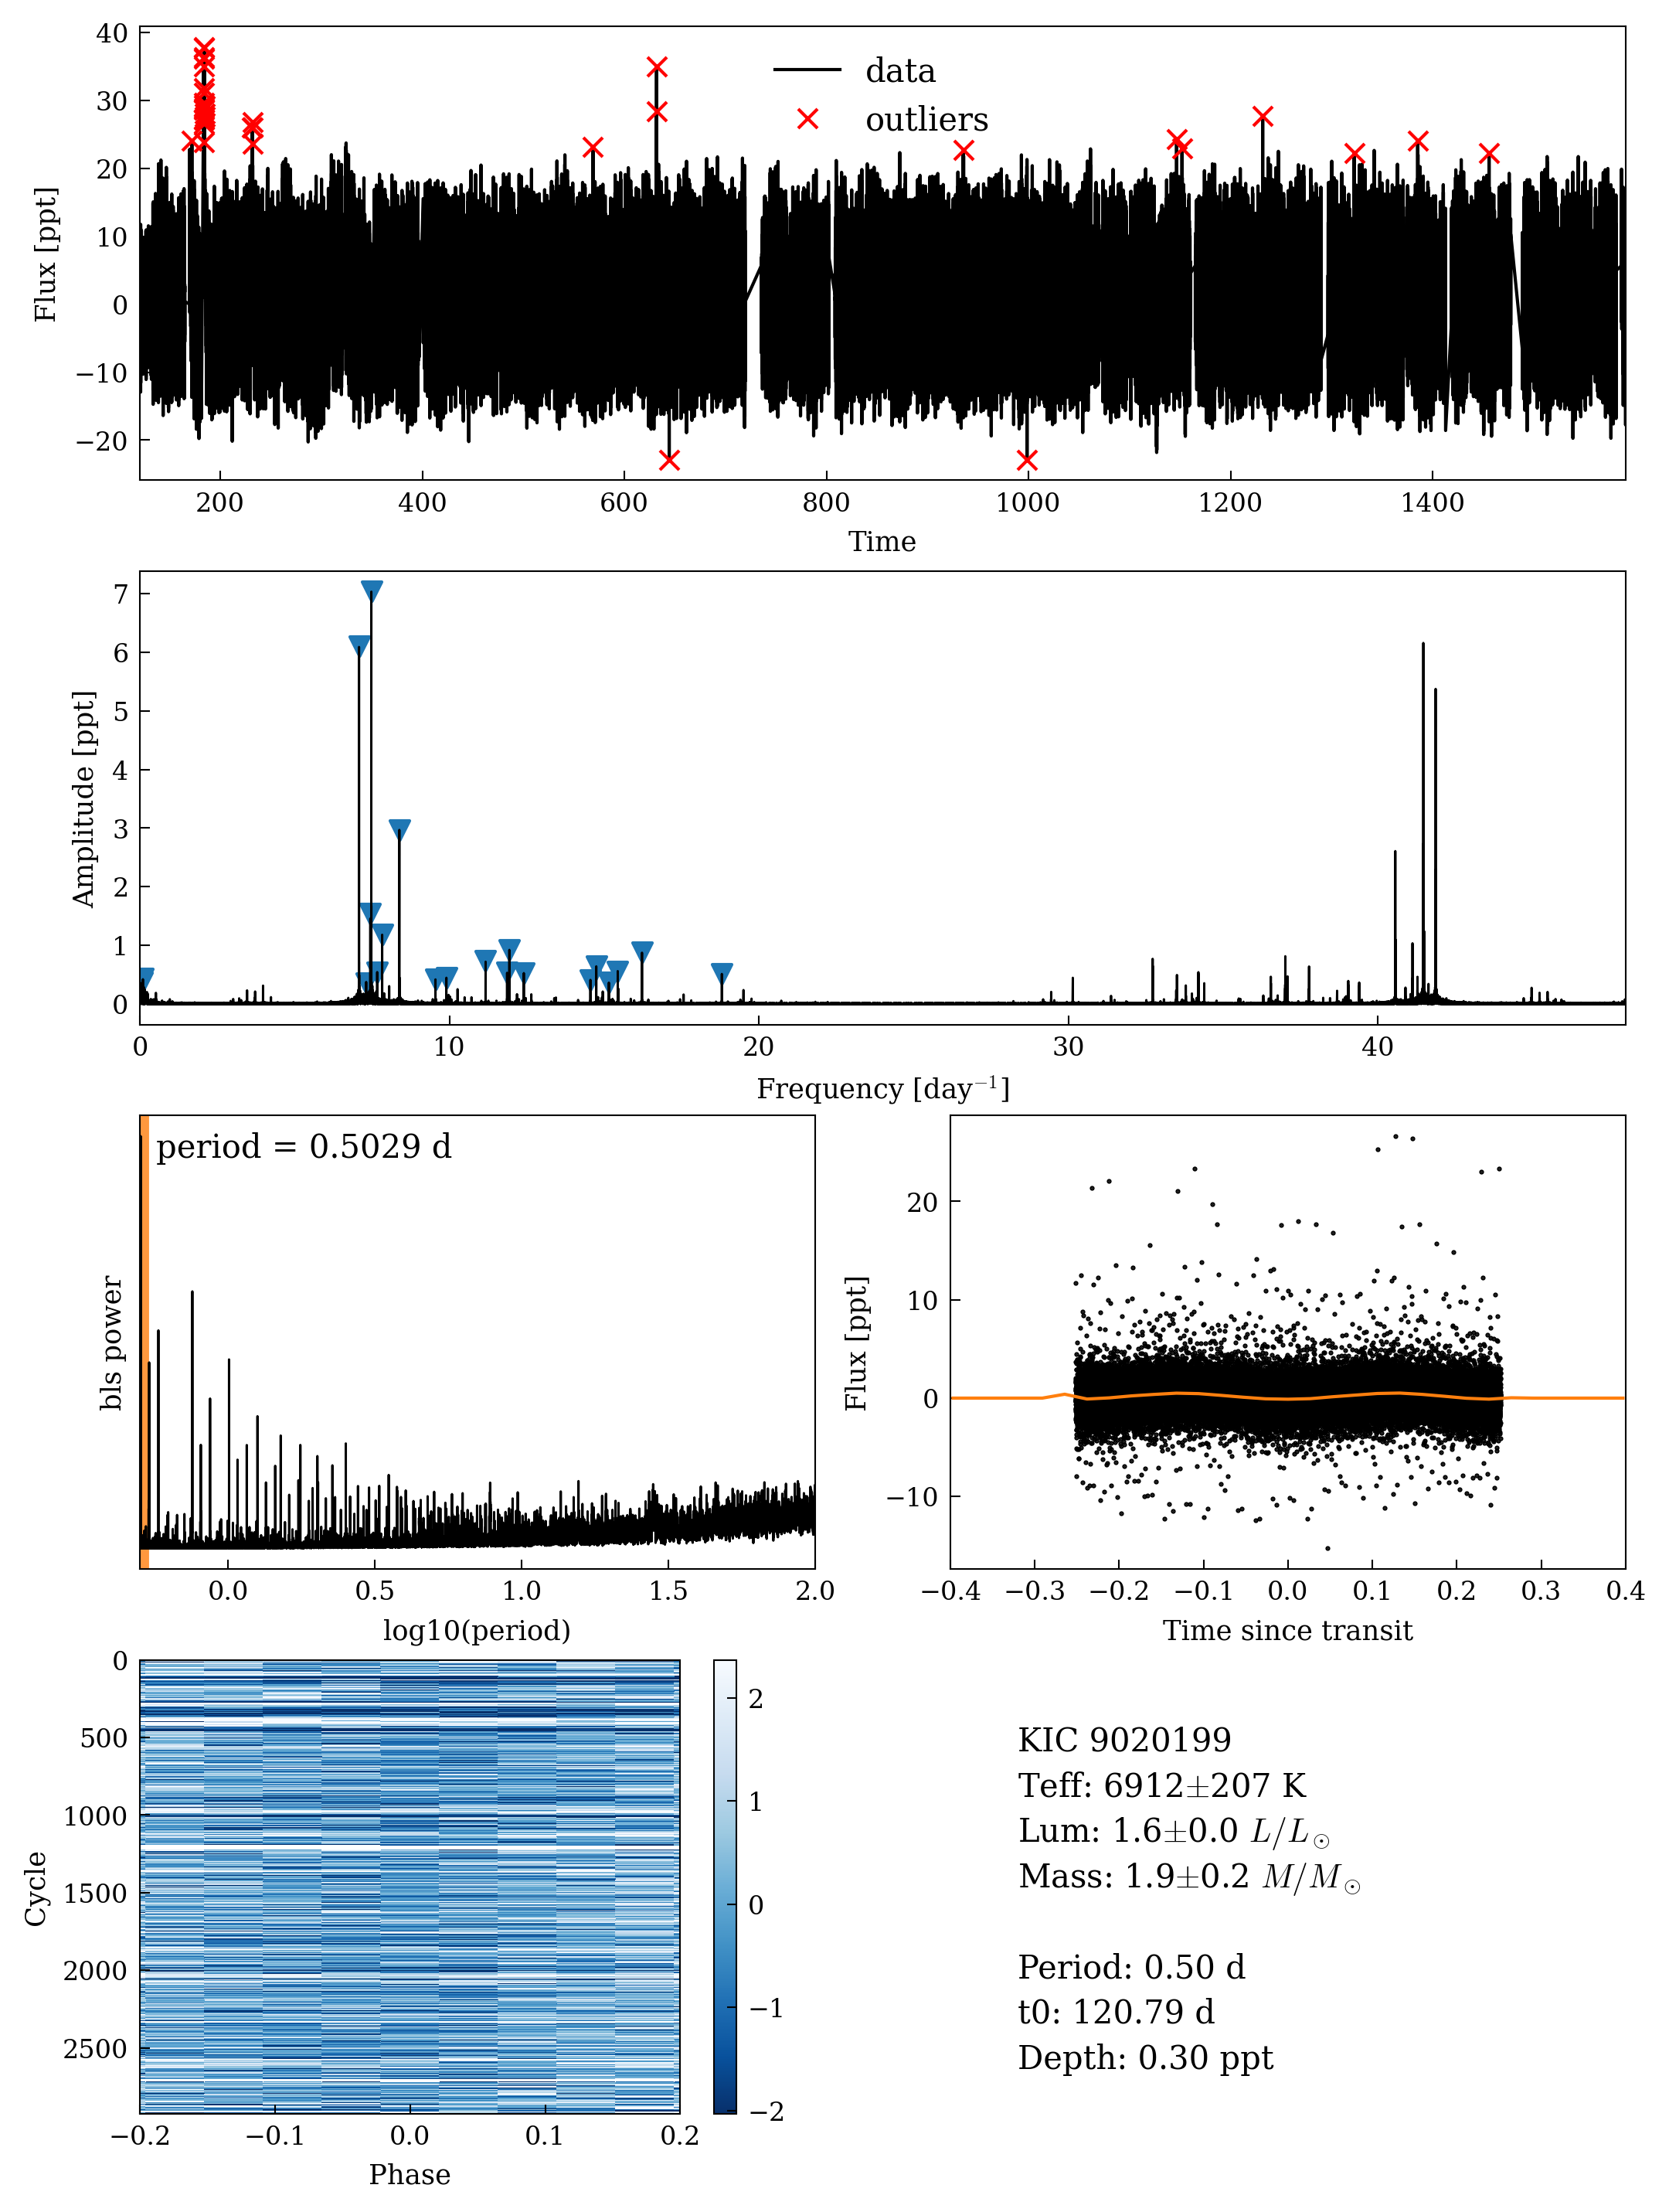 40
30
20
10
0
−10
−20
Flux [ppt]
data
outliers
200 400 600 800 1000 1200 1400
Time
7
6
5
4
3
2
1
0
Amplitude [ppt]
0 10 20 30 40
Frequency [day⁻¹]
period = 0.5029 d
bls power
0.0 0.5 1.0 1.5 2.0
log10(period)
20
10
0
−10
Flux [ppt]
−0.4 −0.3 −0.2 −0.1 0.0 0.1 0.2 0.3 0.4
Time since transit
0
500
1000
1500
2000
2500
Cycle
−0.2 −0.1 0.0 0.1 0.2
Phase
2
1
0
−1
−2
KIC 9020199
Teff: 6912±207 K
Lum: 1.6±0.0 L/L⊙
Mass: 1.9±0.2 M/M⊙
Period: 0.50 d
t0: 120.79 d
Depth: 0.30 ppt